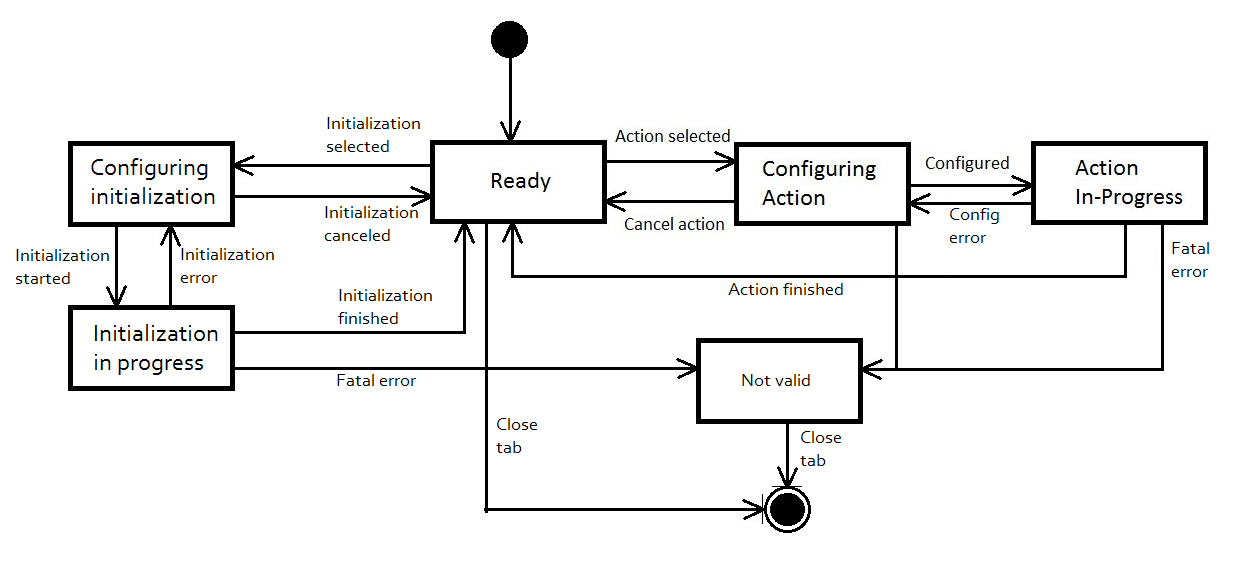 Initialization
selected
Action selected
Configuring
initialization
Ready
Configuring
Action
Configured
Action
In-Progress
Initialization
canceled
Cancel action
Config
error
Initialization
started
Initialization
error
Fatal
error
Initialization
finished
Action finished
Initialization
in progress
Fatal error
Not valid
Close
tab
Close
tab